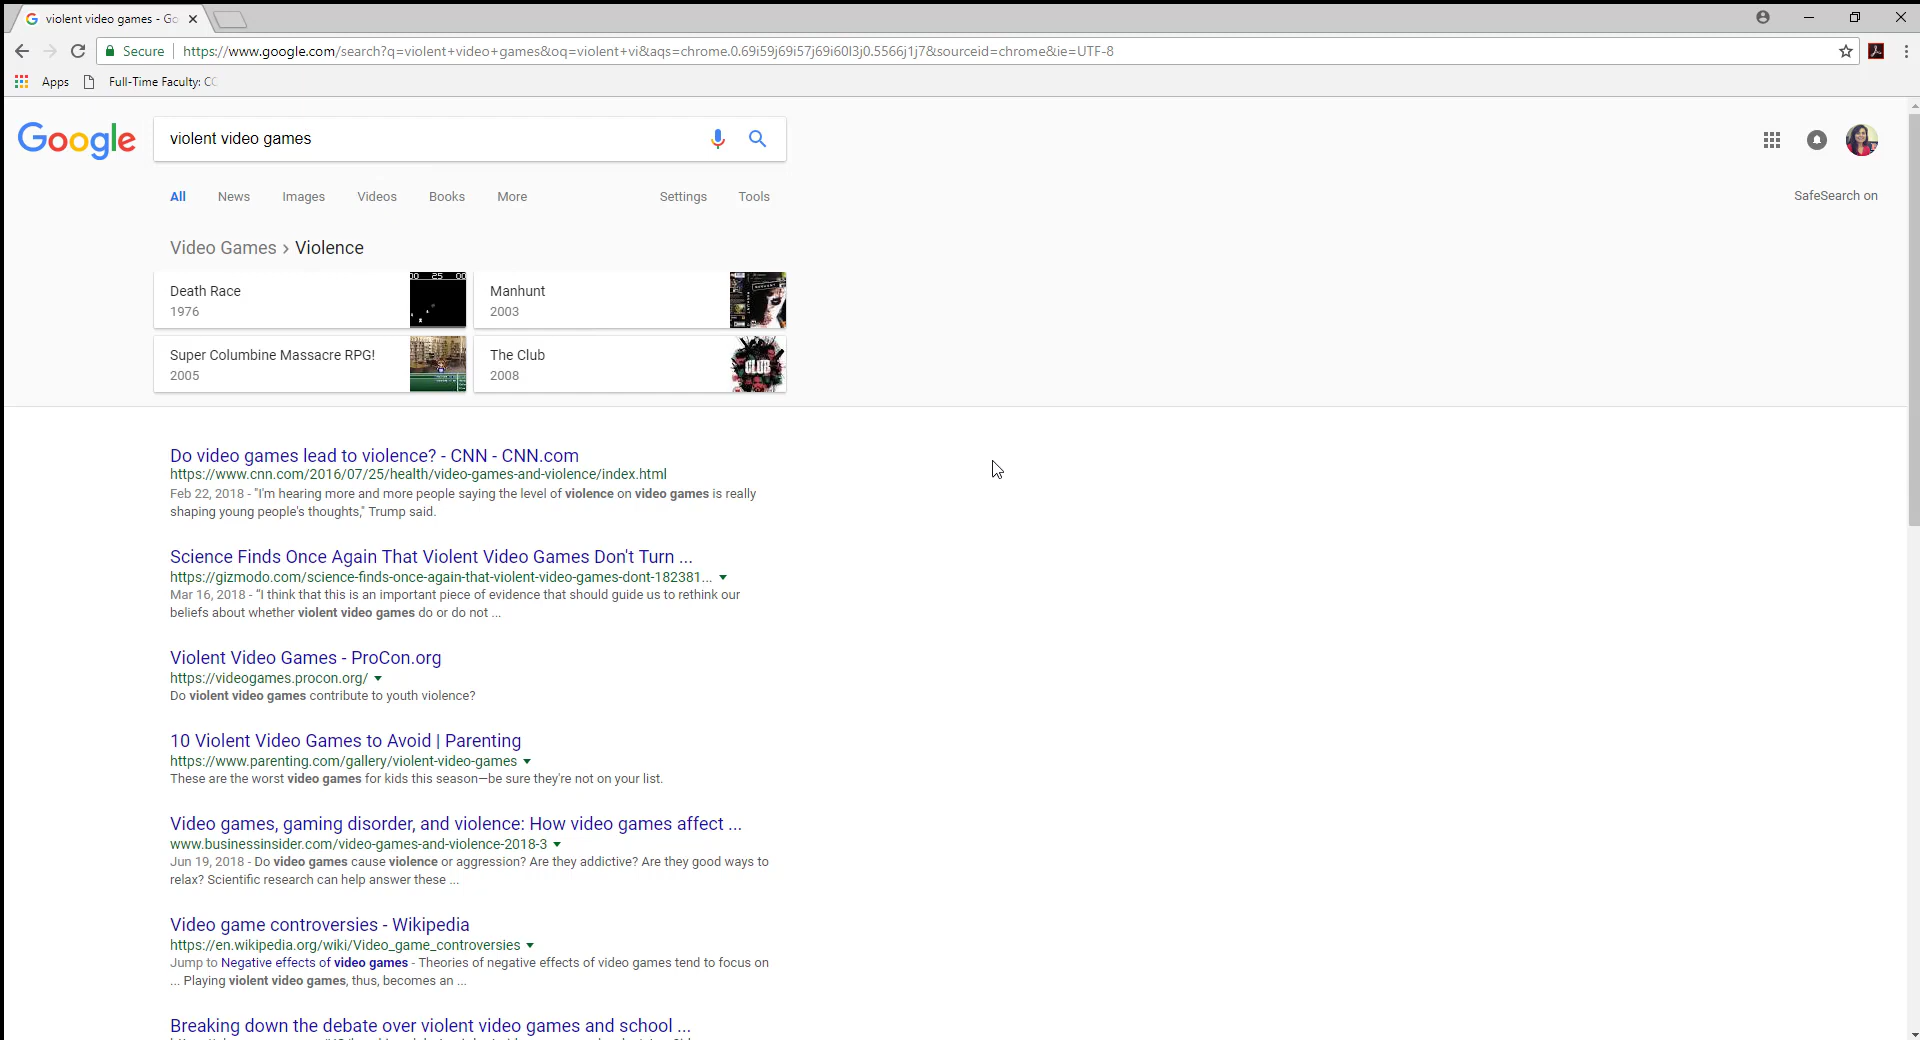 violent video games - Go
Secure
https://www.google.com/search?q=violent+video+games&oq=violent+vi&aqs=chrome.0.69i59j69i57j69i60l3j0.5566j1j7&sourceid=chrome&ie=UTF-8
Apps
Full-Time Faculty: CC
Google
violent video games
All News Images Videos Books More Settings Tools
SafeSearch on
Video Games › Violence
Death Race
1976
00 25 00
Manhunt
2003
Super Columbine Massacre RPG!
2005
The Club
2008
CLUB
Do video games lead to violence? - CNN - CNN.com
https://www.cnn.com/2016/07/25/health/video-games-and-violence/index.html
Feb 22, 2018 - "I'm hearing more and more people saying the level of violence on video games is really
shaping young people's thoughts," Trump said.
Science Finds Once Again That Violent Video Games Don't Turn ...
https://gizmodo.com/science-finds-once-again-that-violent-video-games-dont-182381...
Mar 16, 2018 - “I think that this is an important piece of evidence that should guide us to rethink our
beliefs about whether violent video games do or do not ...
Violent Video Games - ProCon.org
https://videogames.procon.org/
Do violent video games contribute to youth violence?
10 Violent Video Games to Avoid | Parenting
https://www.parenting.com/gallery/violent-video-games
These are the worst video games for kids this season—be sure they're not on your list.
Video games, gaming disorder, and violence: How video games affect ...
www.businessinsider.com/video-games-and-violence-2018-3
Jun 19, 2018 - Do video games cause violence or aggression? Are they addictive? Are they good ways to
relax? Scientific research can help answer these ...
Video game controversies - Wikipedia
https://en.wikipedia.org/wiki/Video_game_controversies
Jump to Negative effects of video games - Theories of negative effects of video games tend to focus on
... Playing violent video games, thus, becomes an ...
Breaking down the debate over violent video games and school ...